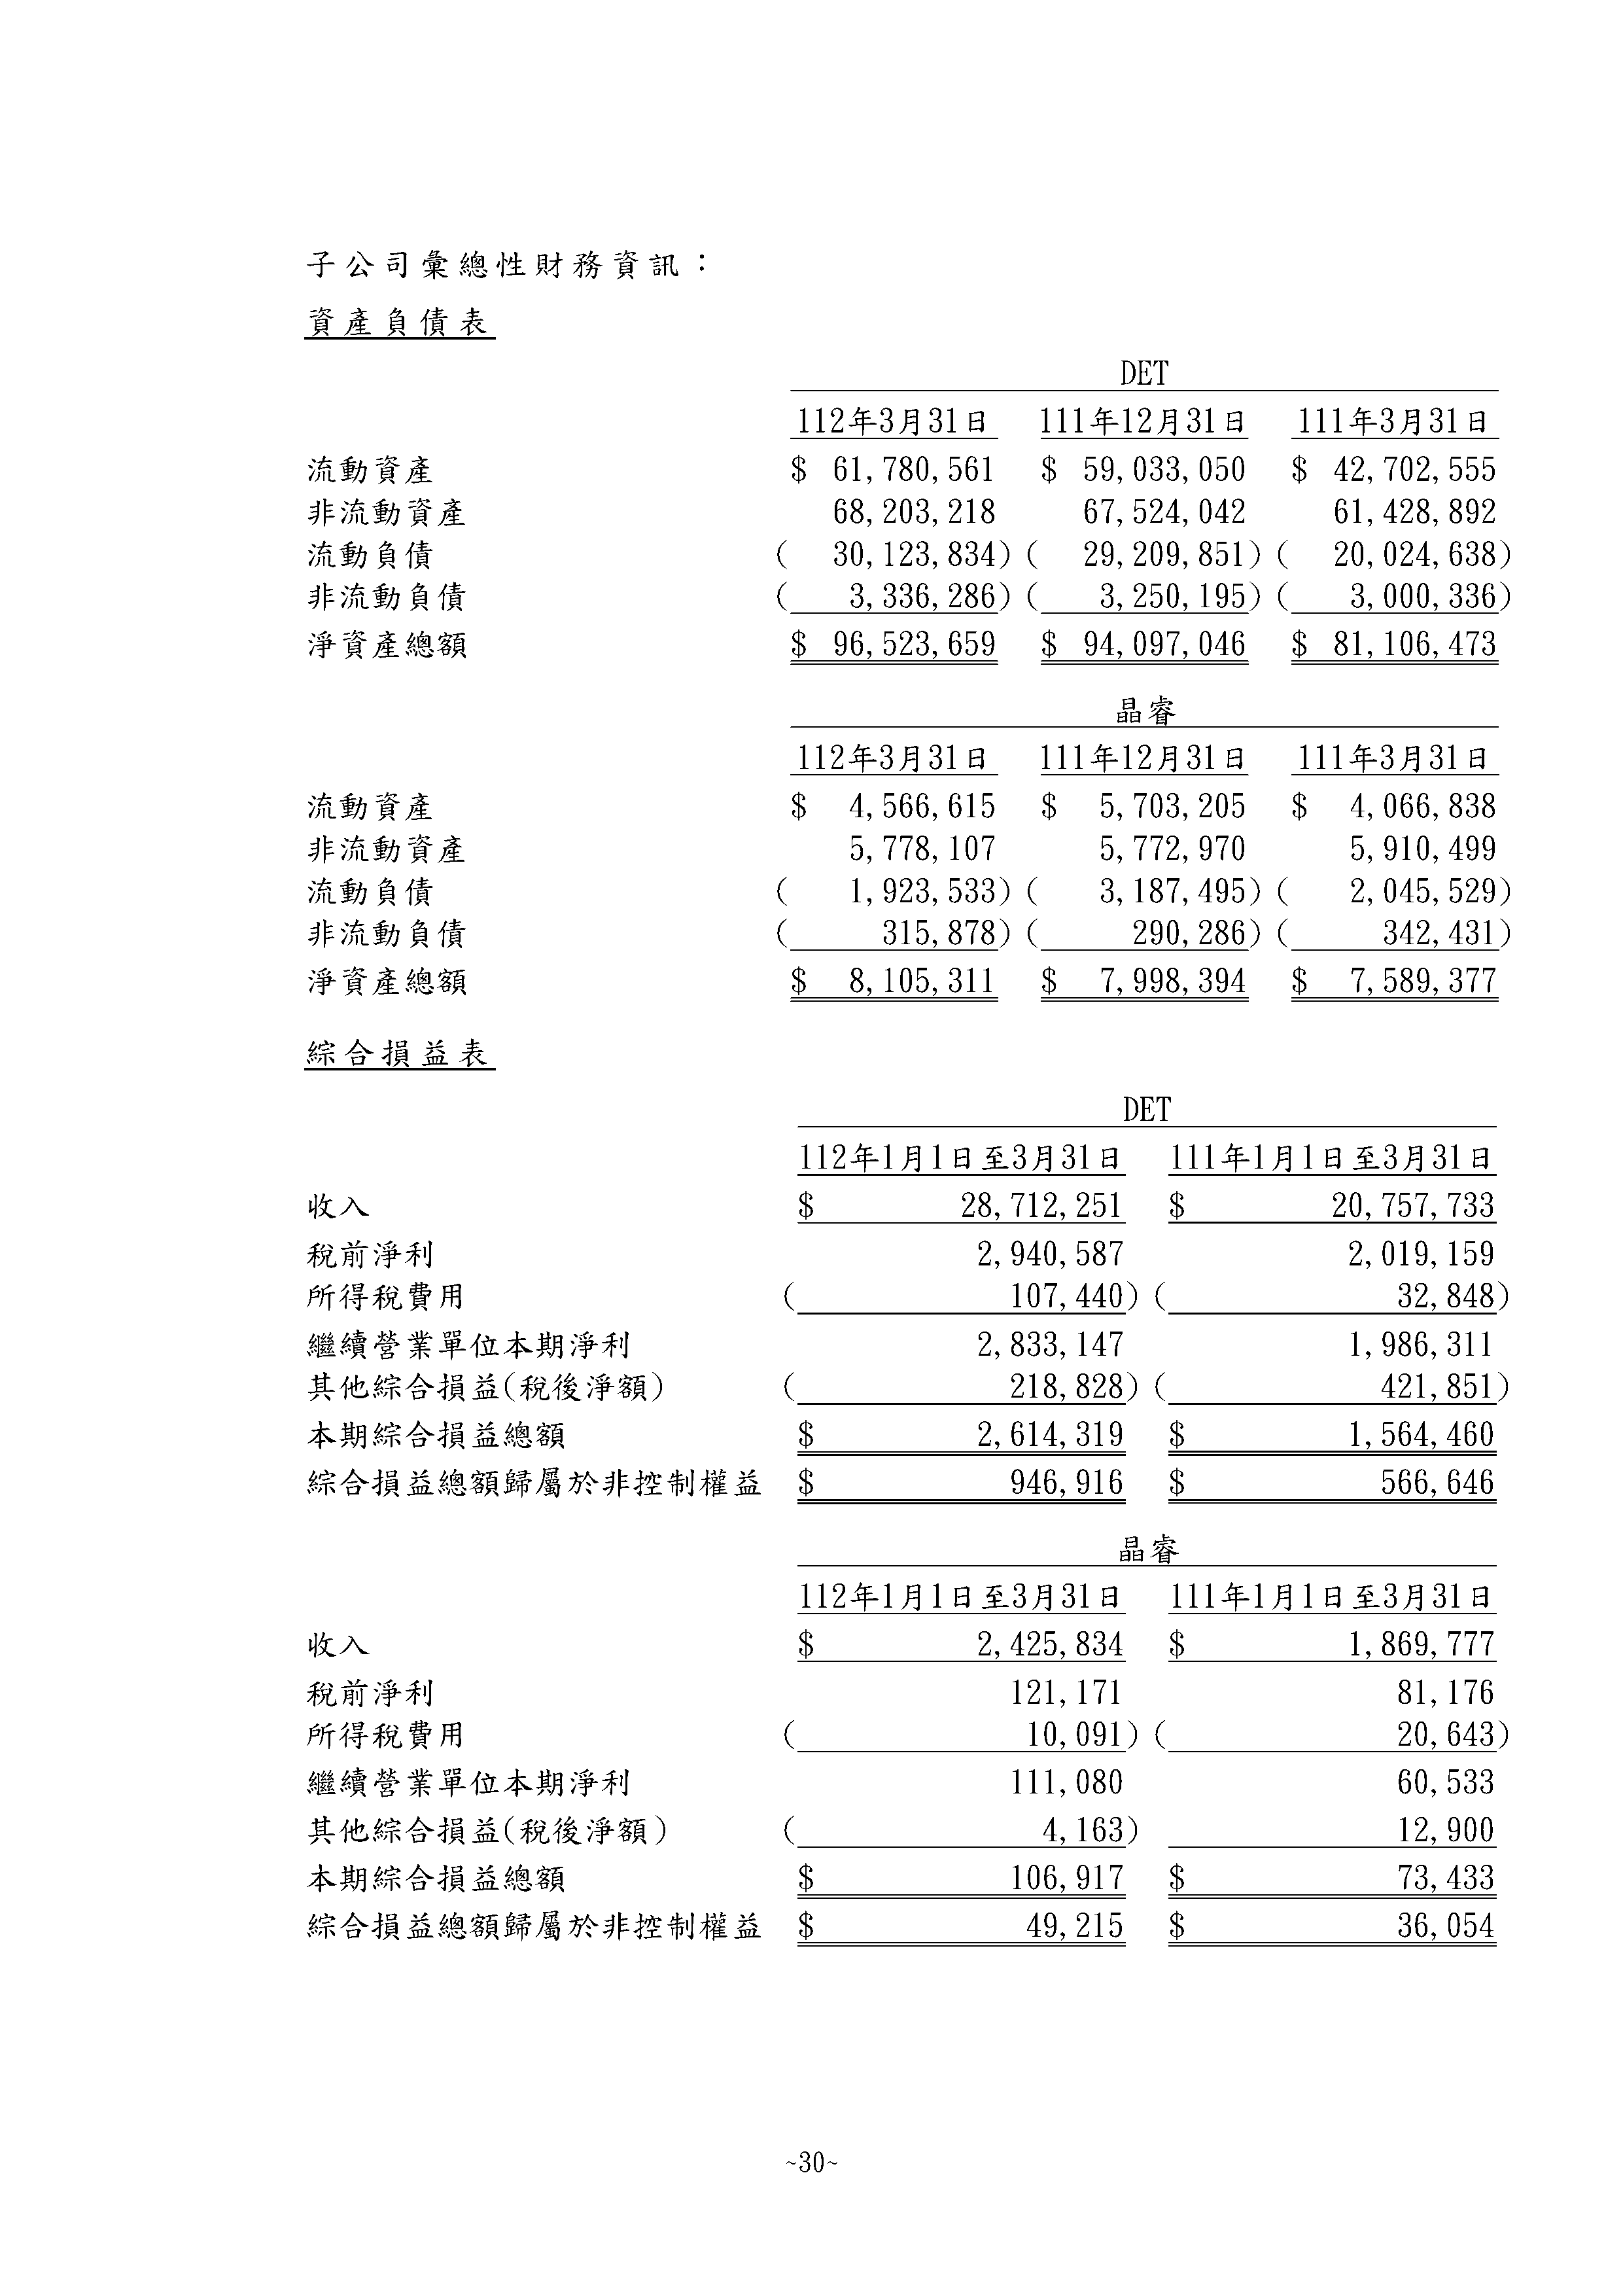 子公司彙總性財務資訊：
資產負債表
DET
112年3月31日 111年12月31日 111年3月31日
流動資產 $ 61,780,561 $ 59,033,050 $ 42,702,555
非流動資產 68,203,218 67,524,042 61,428,892
流動負債 ( 30,123,834) ( 29,209,851) ( 20,024,638)
非流動負債 ( 3,336,286) ( 3,250,195) ( 3,000,336)
淨資產總額 $ 96,523,659 $ 94,097,046 $ 81,106,473
晶睿
112年3月31日 111年12月31日 111年3月31日
流動資產 $ 4,566,615 $ 5,703,205 $ 4,066,838
非流動資產 5,778,107 5,772,970 5,910,499
流動負債 ( 1,923,533) ( 3,187,495) ( 2,045,529)
非流動負債 ( 315,878) ( 290,286) ( 342,431)
淨資產總額 $ 8,105,311 $ 7,998,394 $ 7,589,377
綜合損益表
DET
112年1月1日至3月31日 111年1月1日至3月31日
收入 $ 28,712,251 $ 20,757,733
稅前淨利 2,940,587 2,019,159
所得稅費用 ( 107,440) ( 32,848)
繼續營業單位本期淨利 2,833,147 1,986,311
其他綜合損益(稅後淨額) ( 218,828) ( 421,851)
本期綜合損益總額 $ 2,614,319 $ 1,564,460
綜合損益總額歸屬於非控制權益 $ 946,916 $ 566,646
晶睿
112年1月1日至3月31日 111年1月1日至3月31日
收入 $ 2,425,834 $ 1,869,777
稅前淨利 121,171 81,176
所得稅費用 ( 10,091) ( 20,643)
繼續營業單位本期淨利 111,080 60,533
其他綜合損益(稅後淨額) ( 4,163) 12,900
本期綜合損益總額 $ 106,917 $ 73,433
綜合損益總額歸屬於非控制權益 $ 49,215 $ 36,054
~30~